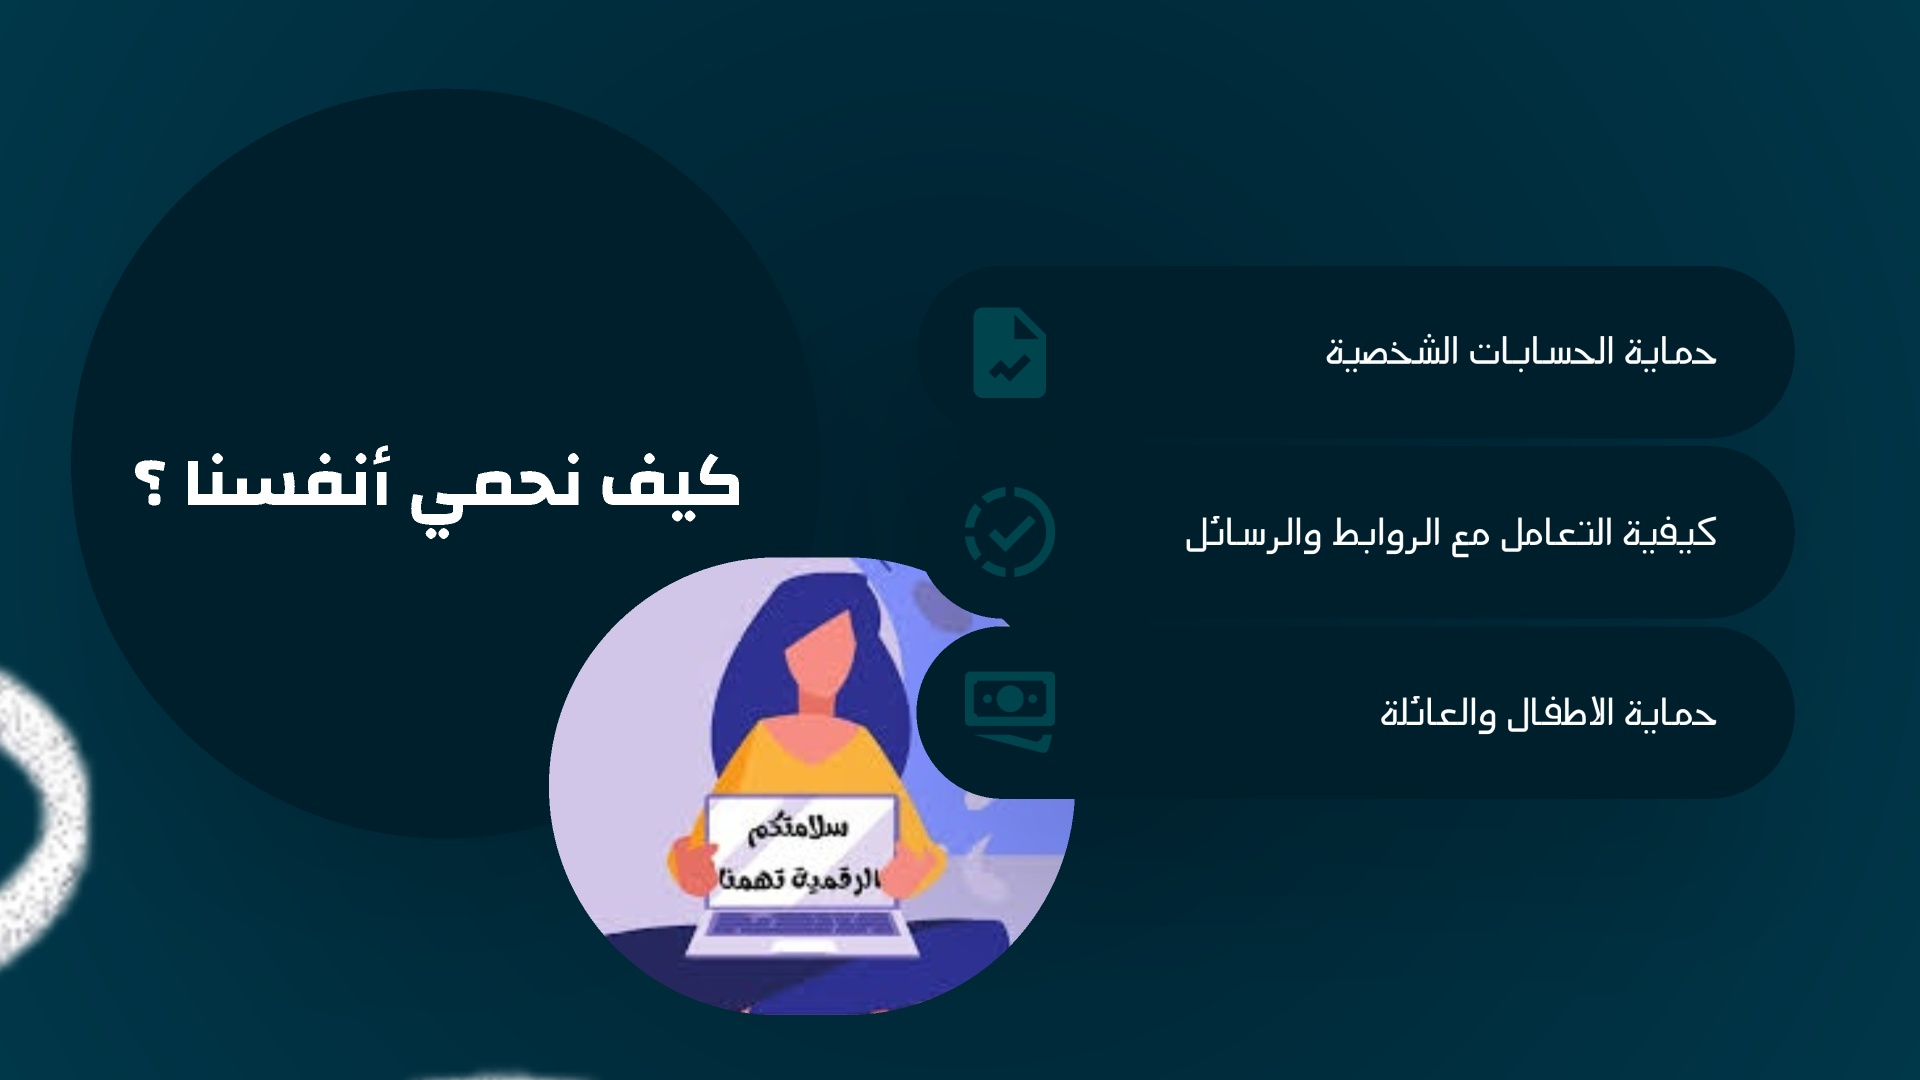 كيف نحمي أنفسنا ؟
حماية الحسابات الشخصية
كيفية التعامل مع الروابط والرسائل
حماية الاطفال والعائلة
سلامتكم
الرقمية تهمنا